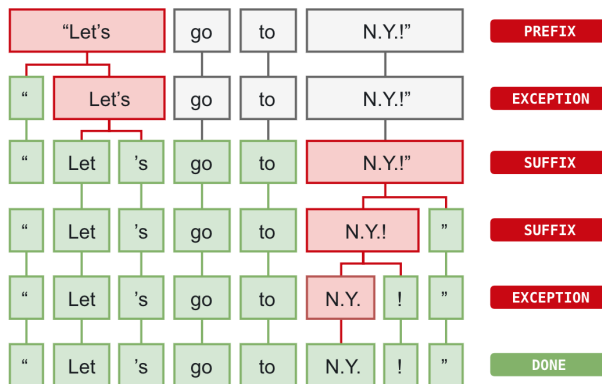 “Let’s go to N.Y.!” PREFIX
“ Let’s go to N.Y.!” EXCEPTION
“ Let ’s go to N.Y.!” SUFFIX
“ Let ’s go to N.Y.! ” SUFFIX
“ Let ’s go to N.Y. ! ” EXCEPTION
“ Let ’s go to N.Y. ! ” DONE